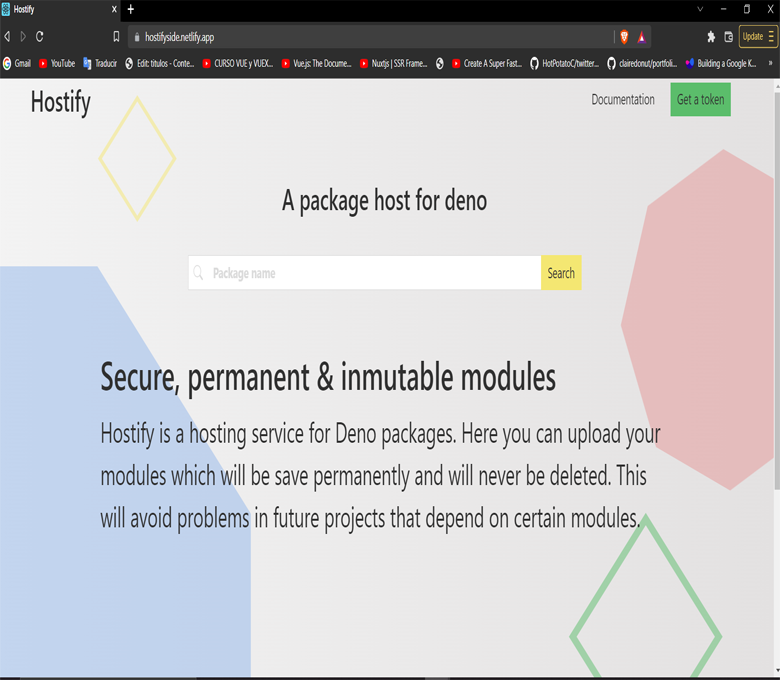 Hostify X +
hostifyside.netlify.app Update
Gmail YouTube Traducir Edit: titulos - Conte... CURSO VUE y VUEX... Vue.js: The Docume... Nuxtjs | SSR Frame... Create A Super Fast... HotPotatoC/twitter... clairedonut/portfoli... Building a Google K... »
Hostify Documentation Get a token
A package host for deno
Package name Search
Secure, permanent & inmutable modules
Hostify is a hosting service for Deno packages. Here you can upload your
modules which will be save permanently and will never be deleted. This
will avoid problems in future projects that depend on certain modules.